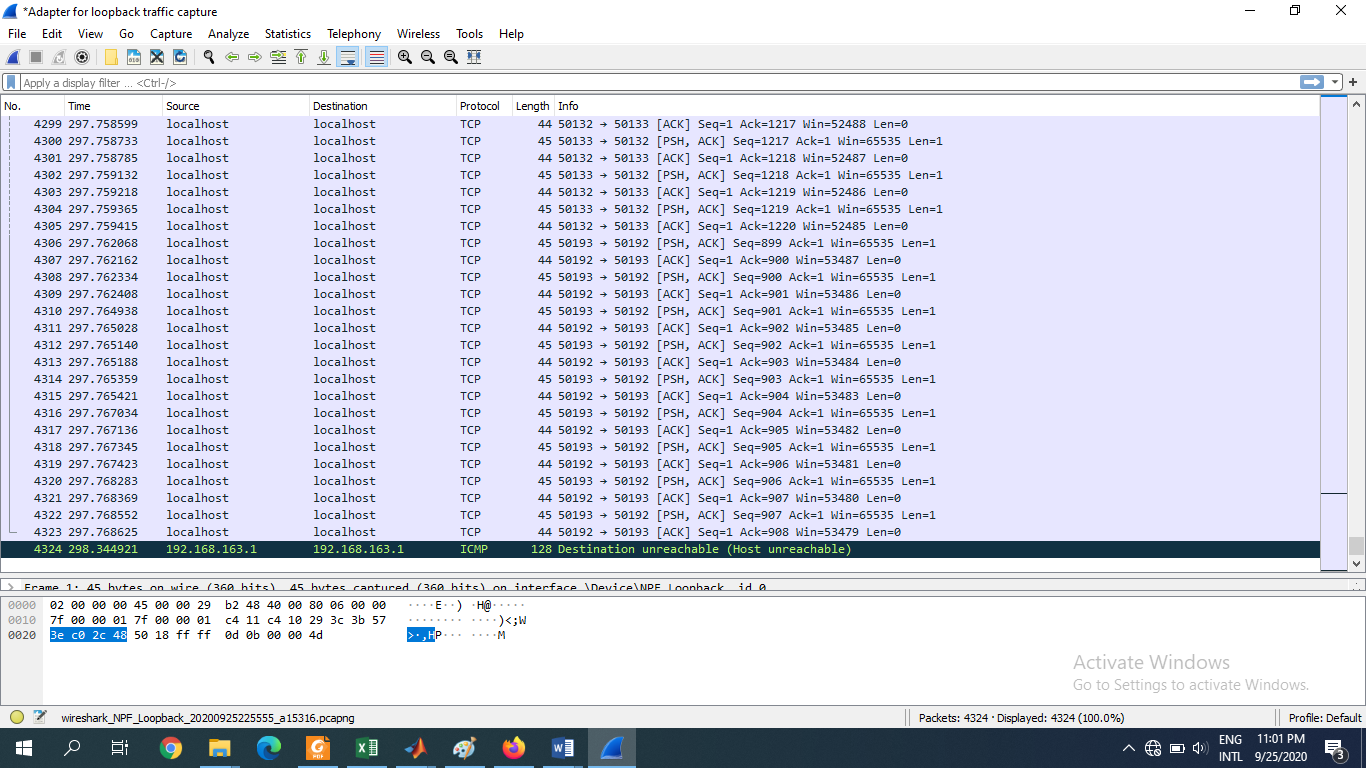 *Adapter for loopback traffic capture
File Edit View Go Capture Analyze Statistics Telephony Wireless Tools Help
Apply a display filter ... <Ctrl-/>
No. Time Source Destination Protocol Length Info
4299 297.758599 localhost localhost TCP 44 50132 → 50133 [ACK] Seq=1 Ack=1217 Win=52488 Len=0
4300 297.758733 localhost localhost TCP 45 50133 → 50132 [PSH, ACK] Seq=1217 Ack=1 Win=65535 Len=1
4301 297.758785 localhost localhost TCP 44 50132 → 50133 [ACK] Seq=1 Ack=1218 Win=52487 Len=0
4302 297.759132 localhost localhost TCP 45 50133 → 50132 [PSH, ACK] Seq=1218 Ack=1 Win=65535 Len=1
4303 297.759218 localhost localhost TCP 44 50132 → 50133 [ACK] Seq=1 Ack=1219 Win=52486 Len=0
4304 297.759365 localhost localhost TCP 45 50133 → 50132 [PSH, ACK] Seq=1219 Ack=1 Win=65535 Len=1
4305 297.759415 localhost localhost TCP 44 50132 → 50133 [ACK] Seq=1 Ack=1220 Win=52485 Len=0
4306 297.762068 localhost localhost TCP 45 50193 → 50192 [PSH, ACK] Seq=899 Ack=1 Win=65535 Len=1
4307 297.762162 localhost localhost TCP 44 50192 → 50193 [ACK] Seq=1 Ack=900 Win=53487 Len=0
4308 297.762334 localhost localhost TCP 45 50193 → 50192 [PSH, ACK] Seq=900 Ack=1 Win=65535 Len=1
4309 297.762408 localhost localhost TCP 44 50192 → 50193 [ACK] Seq=1 Ack=901 Win=53486 Len=0
4310 297.764938 localhost localhost TCP 45 50193 → 50192 [PSH, ACK] Seq=901 Ack=1 Win=65535 Len=1
4311 297.765028 localhost localhost TCP 44 50192 → 50193 [ACK] Seq=1 Ack=902 Win=53485 Len=0
4312 297.765140 localhost localhost TCP 45 50193 → 50192 [PSH, ACK] Seq=902 Ack=1 Win=65535 Len=1
4313 297.765188 localhost localhost TCP 44 50192 → 50193 [ACK] Seq=1 Ack=903 Win=53484 Len=0
4314 297.765359 localhost localhost TCP 45 50193 → 50192 [PSH, ACK] Seq=903 Ack=1 Win=65535 Len=1
4315 297.765421 localhost localhost TCP 44 50192 → 50193 [ACK] Seq=1 Ack=904 Win=53483 Len=0
4316 297.767034 localhost localhost TCP 45 50193 → 50192 [PSH, ACK] Seq=904 Ack=1 Win=65535 Len=1
4317 297.767136 localhost localhost TCP 44 50192 → 50193 [ACK] Seq=1 Ack=905 Win=53482 Len=0
4318 297.767345 localhost localhost TCP 45 50193 → 50192 [PSH, ACK] Seq=905 Ack=1 Win=65535 Len=1
4319 297.767423 localhost localhost TCP 44 50192 → 50193 [ACK] Seq=1 Ack=906 Win=53481 Len=0
4320 297.768283 localhost localhost TCP 45 50193 → 50192 [PSH, ACK] Seq=906 Ack=1 Win=65535 Len=1
4321 297.768369 localhost localhost TCP 44 50192 → 50193 [ACK] Seq=1 Ack=907 Win=53480 Len=0
4322 297.768552 localhost localhost TCP 45 50193 → 50192 [PSH, ACK] Seq=907 Ack=1 Win=65535 Len=1
4323 297.768625 localhost localhost TCP 44 50192 → 50193 [ACK] Seq=1 Ack=908 Win=53479 Len=0
4324 298.344921 192.168.163.1 192.168.163.1 ICMP 128 Destination unreachable (Host unreachable)
Frame 1: 45 bytes on wire (360 bits), 45 bytes captured (360 bits) on interface \Device\NPF_Loopback, id 0
0000 02 00 00 00 45 00 00 29 b2 48 40 00 80 06 00 00 ····E··) ·H@·····
0010 7f 00 00 01 7f 00 00 01 c4 11 c4 10 29 3c 3b 57 ········ ····)<;W
0020 3e c0 2c 48 50 18 ff ff 0d 0b 00 00 4d >·,HP··· ····M
Activate Windows
Go to Settings to activate Windows.
wireshark_NPF_Loopback_20200925225555_a15316.pcapng Packets: 4324 · Displayed: 4324 (100.0%) Profile: Default
ENG 11:01 PM
INTL 9/25/2020 3